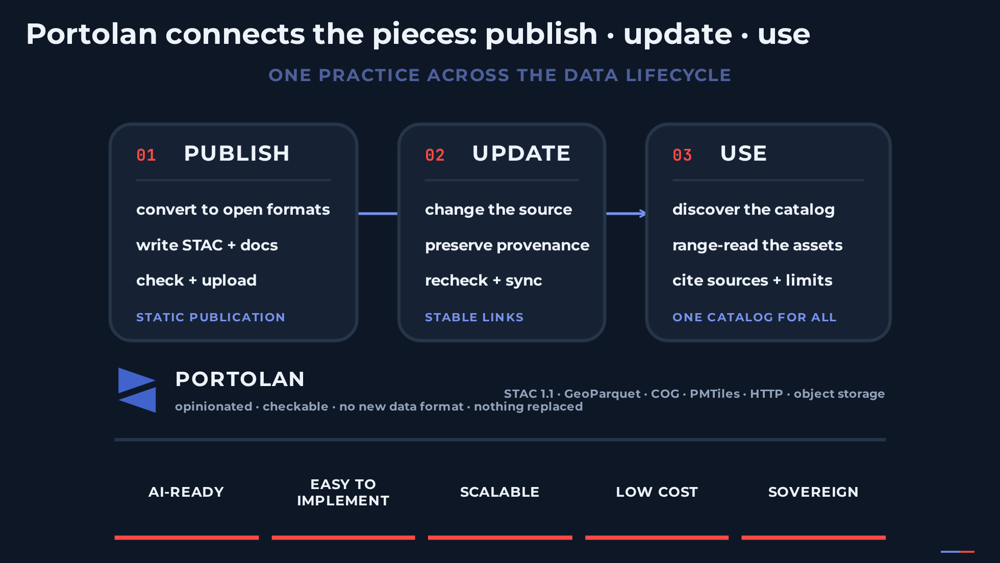 Portolan connects the pieces: publish · update · use
ONE PRACTICE ACROSS THE DATA LIFECYCLE
01 PUBLISH
convert to open formats
write STAC + docs
check + upload
STATIC PUBLICATION
02 UPDATE
change the source
preserve provenance
recheck + sync
STABLE LINKS
03 USE
discover the catalog
range-read the assets
cite sources + limits
ONE CATALOG FOR ALL
PORTOLAN
opinionated · checkable · no new data format · nothing replaced
STAC 1.1 · GeoParquet · COG · PMTiles · HTTP · object storage
AI-READY
EASY TO
IMPLEMENT
SCALABLE
LOW COST
SOVEREIGN